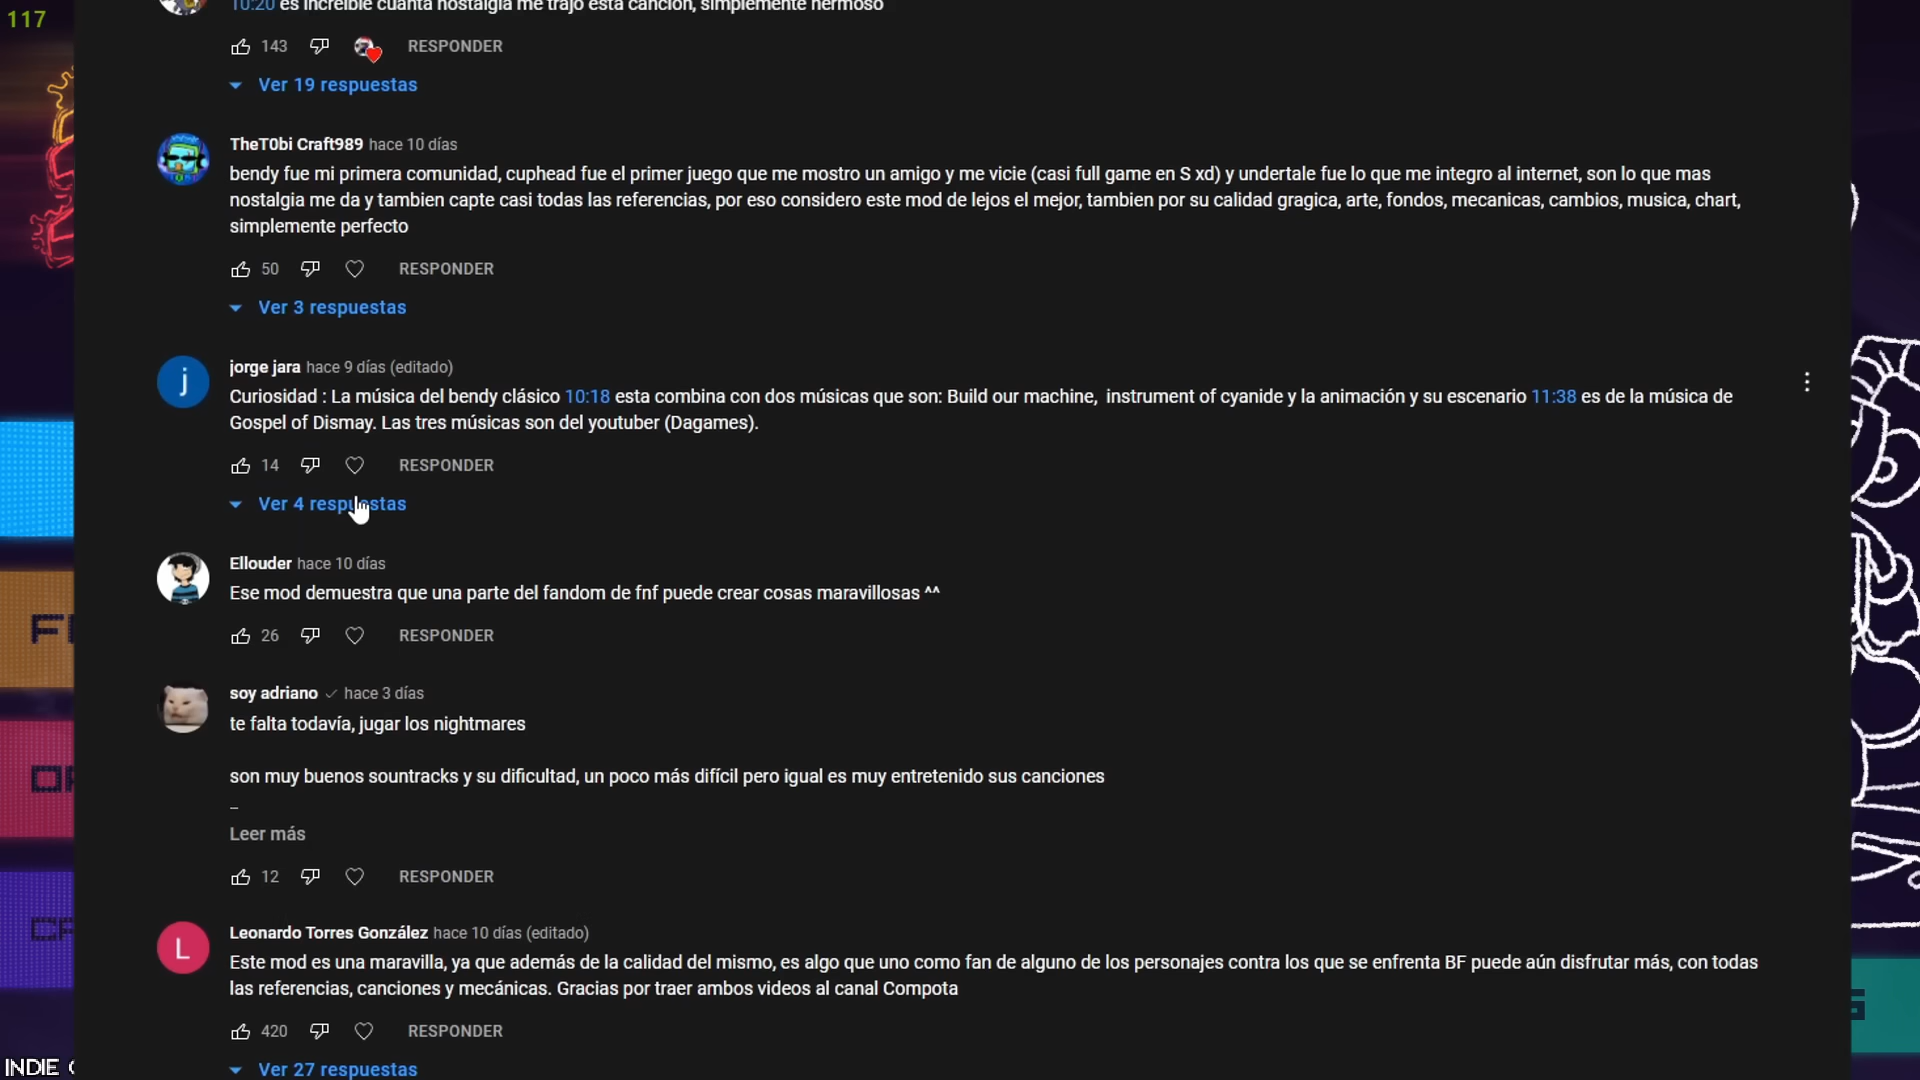 117
10:20 es increíble cuanta nostalgia me trajo esta canción, simplemente hermoso
143 RESPONDER
Ver 19 respuestas
TheT0bi Craft989 hace 10 días
bendy fue mi primera comunidad, cuphead fue el primer juego que me mostro un amigo y me vicie (casi full game en S xd) y undertale fue lo que me integro al internet, son lo que mas
nostalgia me da y tambien capte casi todas las referencias, por eso considero este mod de lejos el mejor, tambien por su calidad gragica, arte, fondos, mecanicas, cambios, musica, chart,
simplemente perfecto
50 RESPONDER
Ver 3 respuestas
j
jorge jara hace 9 días (editado)
Curiosidad : La música del bendy clásico 10:18 esta combina con dos músicas que son: Build our machine, instrument of cyanide y la animación y su escenario 11:38 es de la música de
Gospel of Dismay. Las tres músicas son del youtuber (Dagames).
14 RESPONDER
Ver 4 respuestas
Ellouder hace 10 días
Ese mod demuestra que una parte del fandom de fnf puede crear cosas maravillosas ^^
26 RESPONDER
soy adriano hace 3 días
te falta todavía, jugar los nightmares
son muy buenos sountracks y su dificultad, un poco más difícil pero igual es muy entretenido sus canciones
_
Leer más
12 RESPONDER
L
Leonardo Torres González hace 10 días (editado)
Este mod es una maravilla, ya que además de la calidad del mismo, es algo que uno como fan de alguno de los personajes contra los que se enfrenta BF puede aún disfrutar más, con todas
las referencias, canciones y mecánicas. Gracias por traer ambos videos al canal Compota
420 RESPONDER
INDIE
Ver 27 respuestas